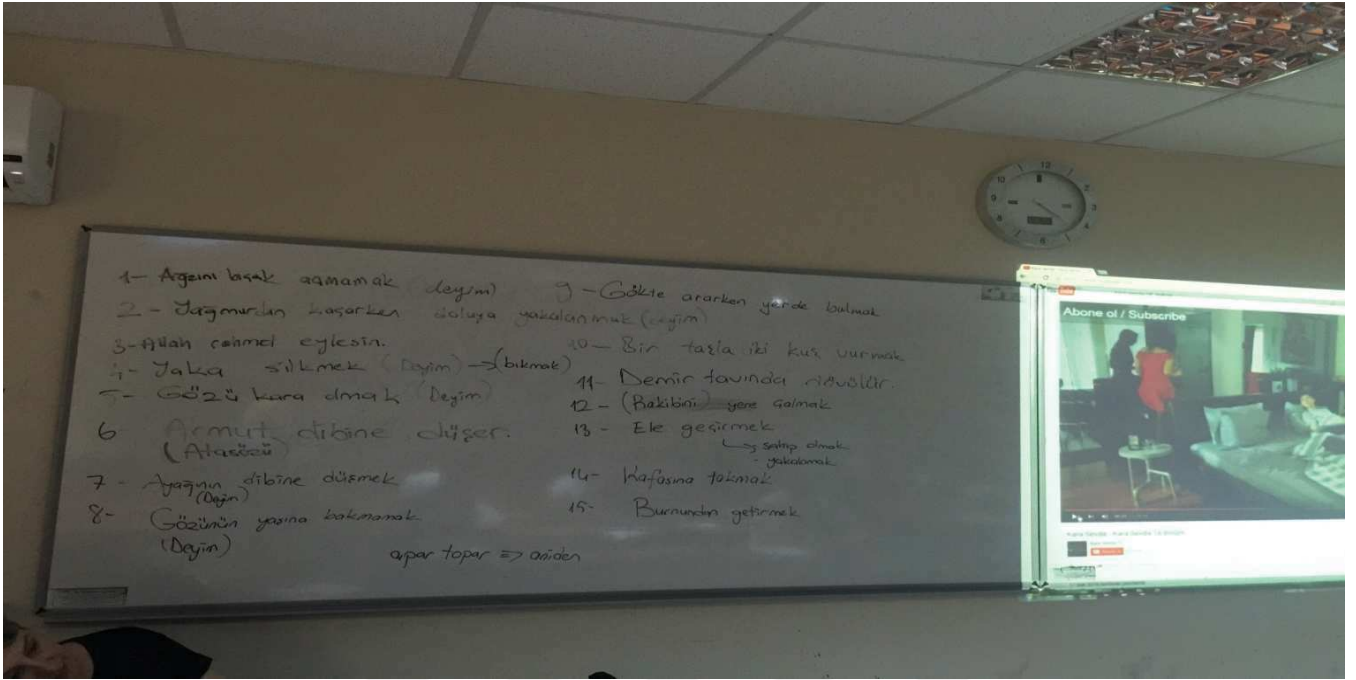 1- Ağzını bıçak açmamak (deyim)
2- Yağmurdan kaçarken doluya yakalanmak (deyim)
3- Allah rahmet eylesin.
4- Yaka silkmek (Deyim) → (bıkmak)
5- Gözü kara olmak (Deyim)
6 Armut dibine düşer.
(Atasözü)
7- Ayağının dibine düşmek
(Deyim)
8- Gözünün yaşına bakmamak
(Deyim)
apar topar => aniden
9- Gökte ararken yerde bulmak
10- Bir taşla iki kuş vurmak
11- Demir tavında dövülür.
12- (Rakibini) yere çalmak
13- Ele geçirmek
↳ sahip olmak
- yakalamak
14- Kafasına takmak
15- Burnundan getirmek
Abone ol / Subscribe
Kara Sevda - Kara Sevda